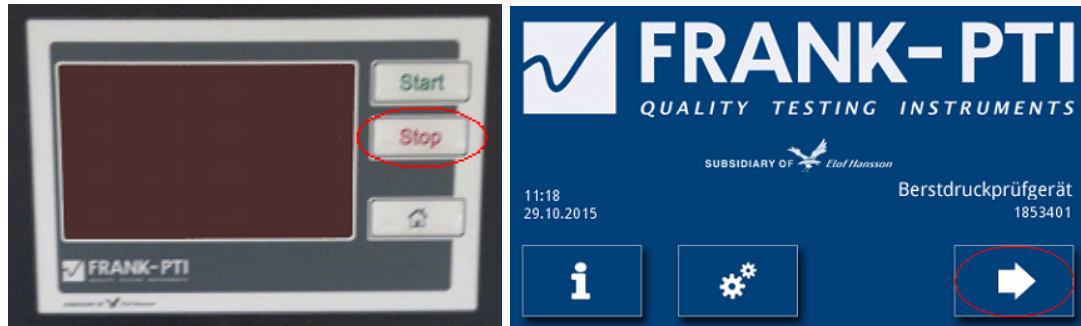 Start
Stop
FRANK-PTI
FRANK-PTI
QUALITY TESTING INSTRUMENTS
SUBSIDIARY OF Elof Hansson
11:18
29.10.2015
Berstdruckprüfgerät
1853401
i